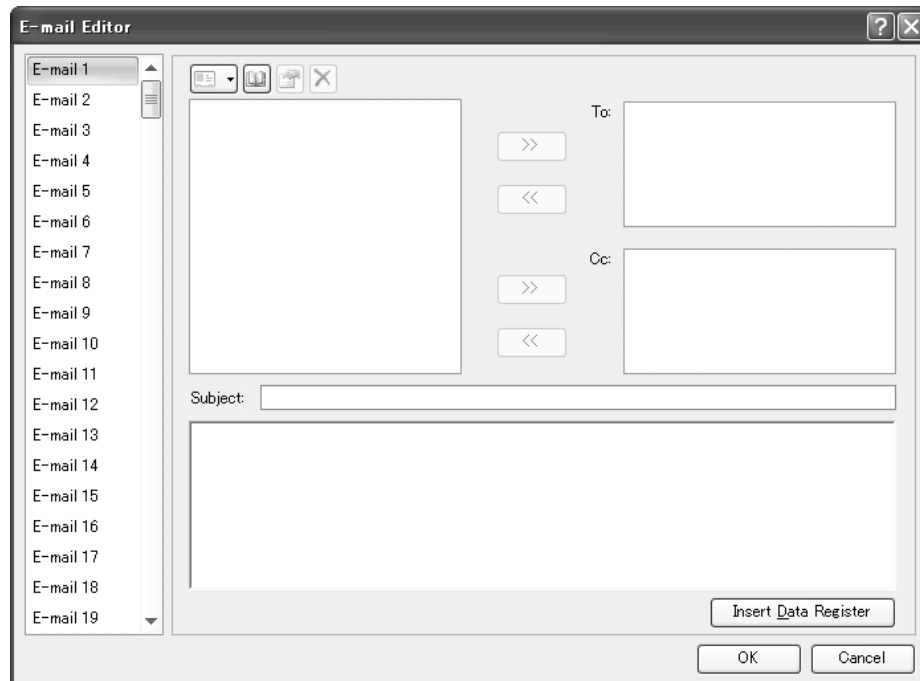 E-mail Editor
E-mail 1
E-mail 2
E-mail 3
E-mail 4
E-mail 5
E-mail 6
E-mail 7
E-mail 8
E-mail 9
E-mail 10
E-mail 11
E-mail 12
E-mail 13
E-mail 14
E-mail 15
E-mail 16
E-mail 17
E-mail 18
E-mail 19
To:
>>
<<
Cc:
>>
<<
Subject:
Insert Data Register
OK
Cancel